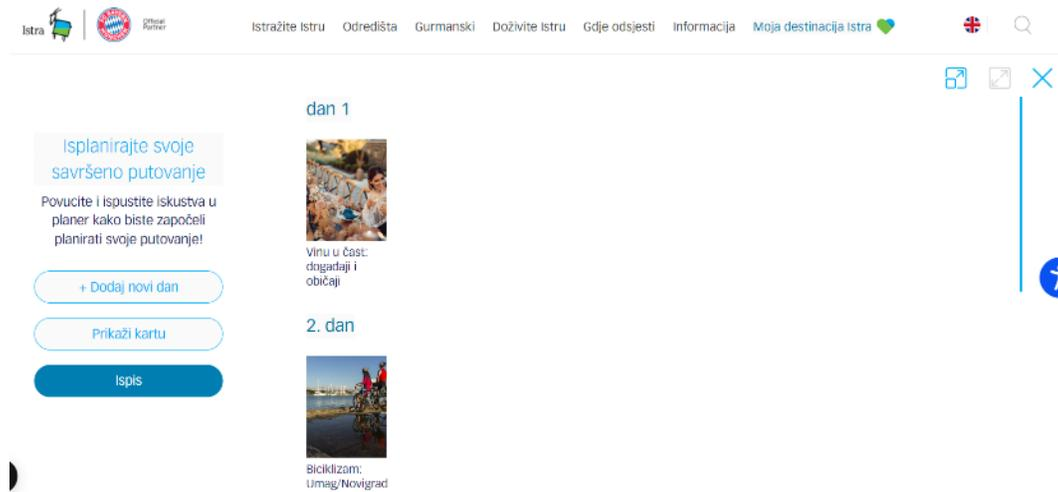 Istra
Official
Partner
Istražite Istru
Odredišta
Gurmanski
Doživite Istru
Gdje odsjesti
Informacija
Moja destinacija Istra
Isplanirajte svoje
savršeno putovanje
Povucite i ispustite iskustva u
planer kako biste započeli
planirati svoje putovanje!
+ Dodaj novi dan
Prikaži kartu
Ispis
dan 1
Vinu u čast:
događaji i
običaji
2. dan
Biciklizam:
Umag/Novigrad